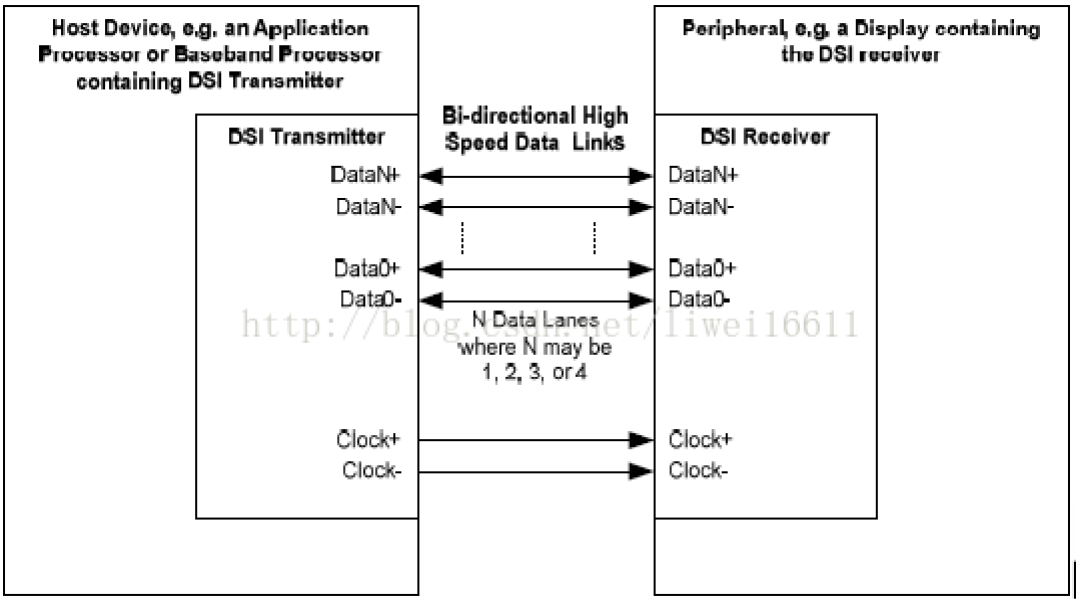 Host Device, e.g. an Application
Processor or Baseband Processor
containing DSI Transmitter
Peripheral, e.g. a Display containing
the DSI receiver
Bi-directional High
Speed Data Links
DSI Transmitter
DSI Receiver
DataN+
DataN+
DataN-
DataN-
Data0+
Data0+
Data0-
Data0-
http://blog.csdn.net/liwei16611
N Data Lanes
where N may be
1, 2, 3, or 4
Clock+
Clock+
Clock-
Clock-